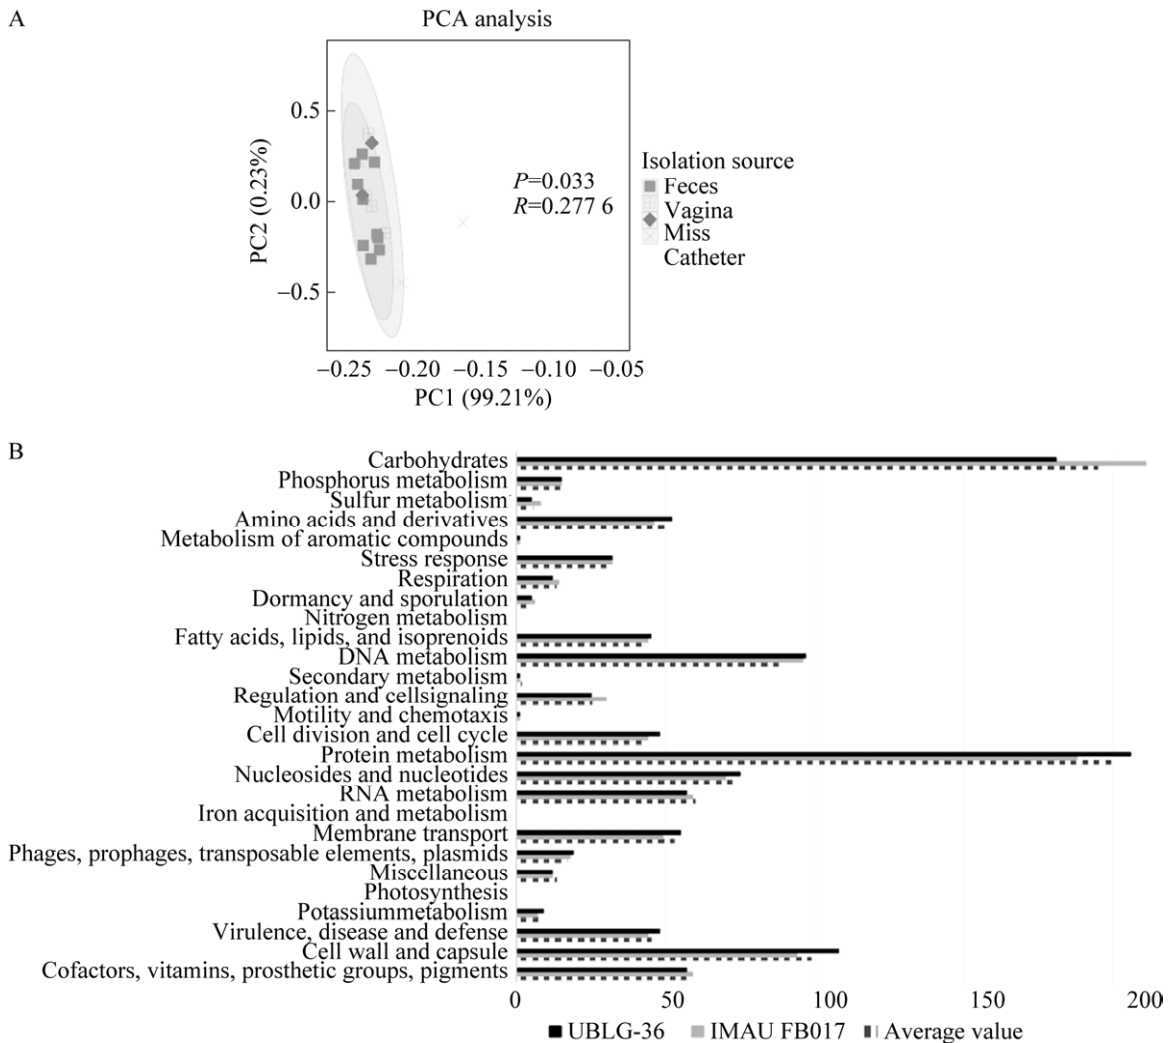 A
PCA analysis
0.5
0.0
−0.5
PC2 (0.23%)
P=0.033
R=0.277 6
Isolation source
Feces
Vagina
Miss
Catheter
−0.25 −0.20 −0.15 −0.10 −0.05
PC1 (99.21%)
B
Carbohydrates
Phosphorus metabolism
Sulfur metabolism
Amino acids and derivatives
Metabolism of aromatic compounds
Stress response
Respiration
Dormancy and sporulation
Nitrogen metabolism
Fatty acids, lipids, and isoprenoids
DNA metabolism
Secondary metabolism
Regulation and cellsignaling
Motility and chemotaxis
Cell division and cell cycle
Protein metabolism
Nucleosides and nucleotides
RNA metabolism
Iron acquisition and metabolism
Membrane transport
Phages, prophages, transposable elements, plasmids
Miscellaneous
Photosynthesis
Potassiummetabolism
Virulence, disease and defense
Cell wall and capsule
Cofactors, vitamins, prosthetic groups, pigments
0 50 100 150 200
UBLG-36 IMAU FB017 Average value